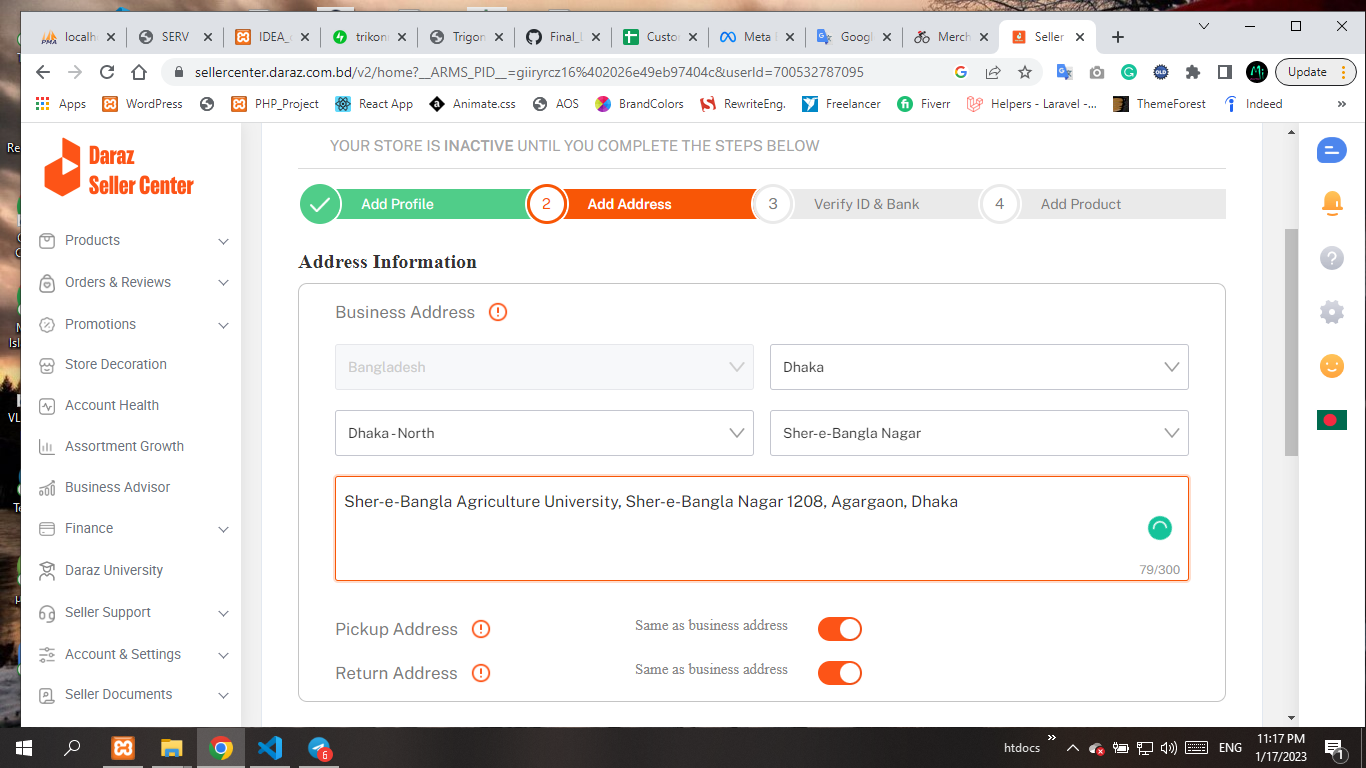 localh
SERV
IDEA_
trikon
Trigon
Final_L
Custo
Meta
Googl
Merch
Seller
sellercenter.daraz.com.bd/v2/home?__ARMS_PID__=giiryrcz16%402026e49eb97404c&userId=700532787095
Update
Apps
WordPress
PHP_Project
React App
Animate.css
AOS
BrandColors
RewriteEng.
Freelancer
Fiverr
Helpers - Laravel -...
ThemeForest
Indeed
Daraz
Seller Center
Products
Orders & Reviews
Promotions
Store Decoration
Account Health
Assortment Growth
Business Advisor
Finance
Daraz University
Seller Support
Account & Settings
Seller Documents
YOUR STORE IS INACTIVE UNTIL YOU COMPLETE THE STEPS BELOW
Add Profile
2 Add Address
3 Verify ID & Bank
4 Add Product
Address Information
Business Address
Bangladesh
Dhaka
Dhaka - North
Sher-e-Bangla Nagar
Sher-e-Bangla Agriculture University, Sher-e-Bangla Nagar 1208, Agargaon, Dhaka
79/300
Pickup Address Same as business address
Return Address Same as business address
htdocs
ENG
11:17 PM
1/17/2023